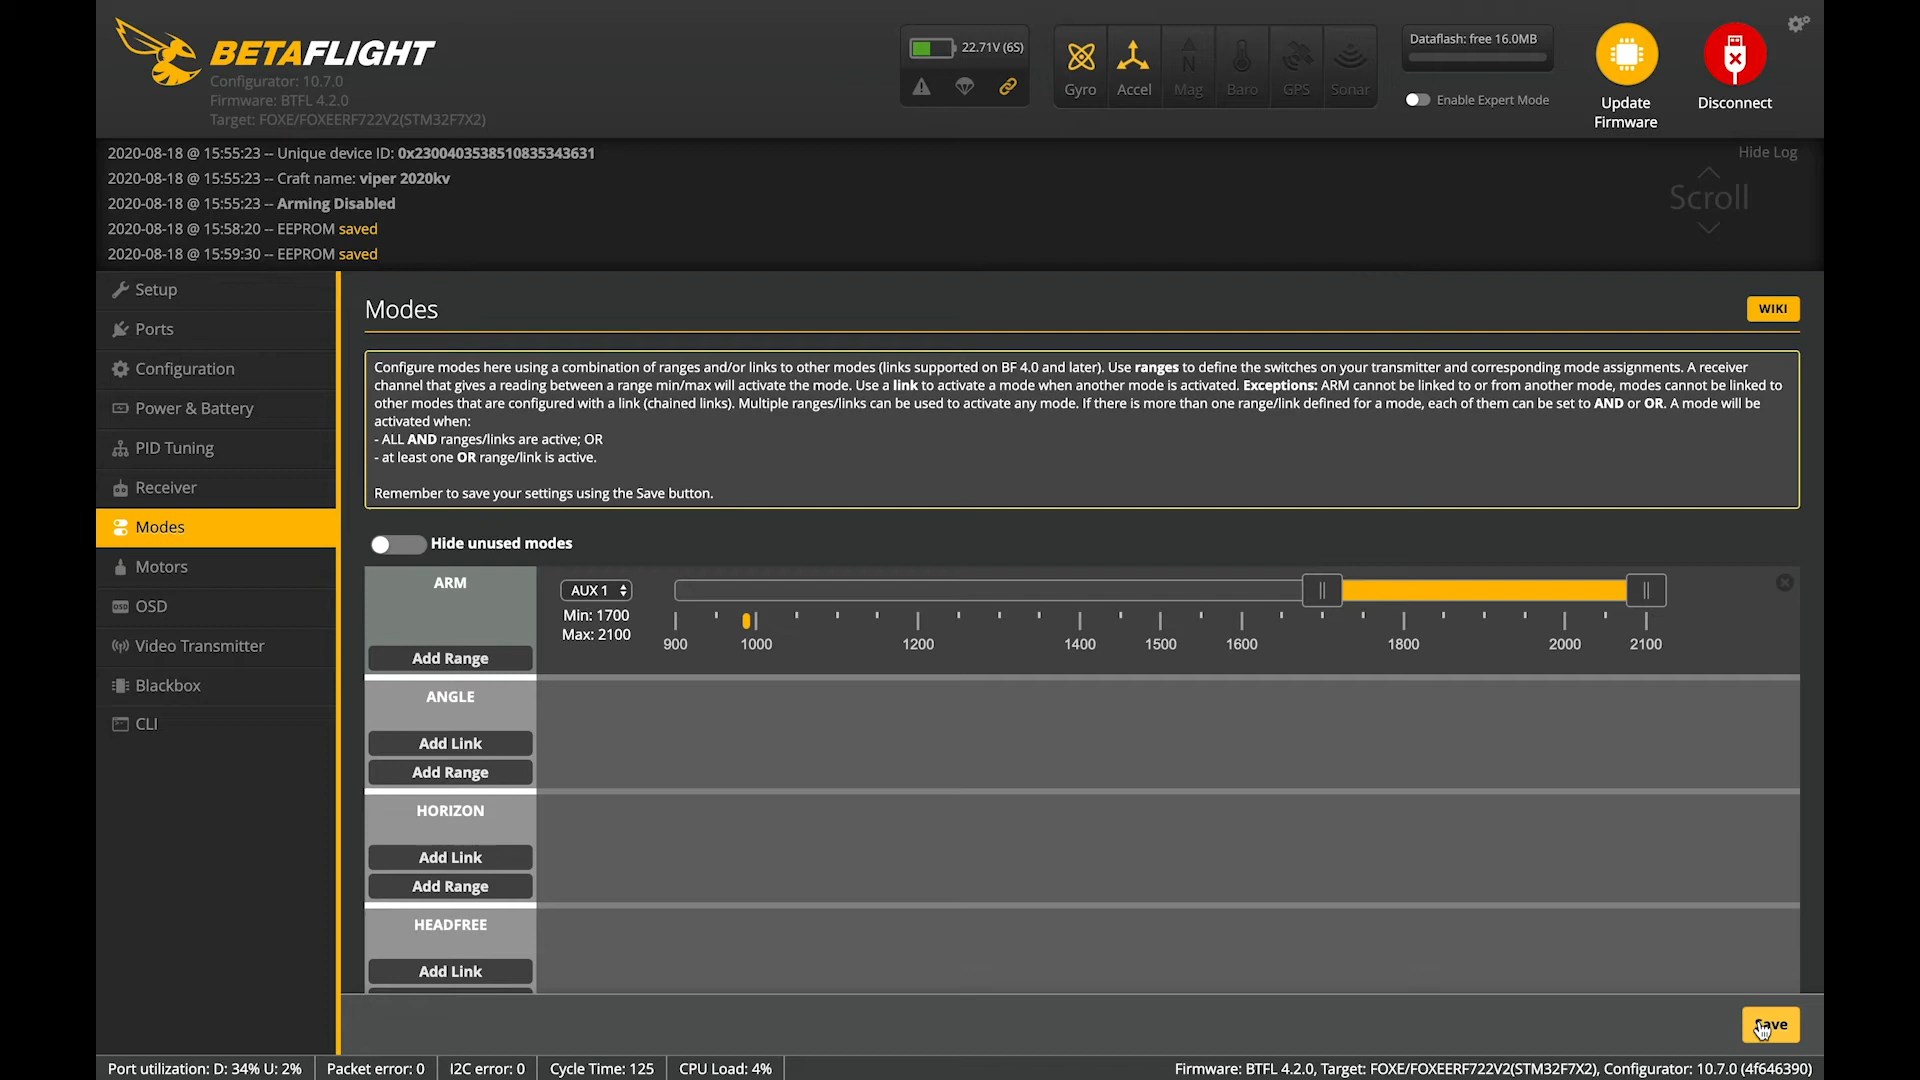 BETAFLIGHT
Configurator: 10.7.0
Firmware: BTFL 4.2.0
Target: FOXE/FOXEERF722V2(STM32F7X2)
22.71V (6S)
Gyro
Accel
Mag
Baro
GPS
Sonar
Dataflash: free 16.0MB
Enable Expert Mode
Update
Firmware
Disconnect
2020-08-18 @ 15:55:23 -- Unique device ID: 0x2300403538510835343631
2020-08-18 @ 15:55:23 -- Craft name: viper 2020kv
2020-08-18 @ 15:55:23 -- Arming Disabled
2020-08-18 @ 15:58:20 -- EEPROM saved
2020-08-18 @ 15:59:30 -- EEPROM saved
Hide Log
Scroll
Setup
Ports
Configuration
Power & Battery
PID Tuning
Receiver
Modes
Motors
OSD
Video Transmitter
Blackbox
CLI
Modes
WIKI
Configure modes here using a combination of ranges and/or links to other modes (links supported on BF 4.0 and later). Use ranges to define the switches on your transmitter and corresponding mode assignments. A receiver
channel that gives a reading between a range min/max will activate the mode. Use a link to activate a mode when another mode is activated. Exceptions: ARM cannot be linked to or from another mode, modes cannot be linked to
other modes that are configured with a link (chained links). Multiple ranges/links can be used to activate any mode. If there is more than one range/link defined for a mode, each of them can be set to AND or OR. A mode will be
activated when:
- ALL AND ranges/links are active; OR
- at least one OR range/link is active.
Remember to save your settings using the Save button.
Hide unused modes
ARM
Add Range
AUX 1
Min: 1700
Max: 2100
900 1000 1200 1400 1500 1600 1800 2000 2100
ANGLE
Add Link
Add Range
HORIZON
Add Link
Add Range
HEADFREE
Add Link
Save
Port utilization: D: 34% U: 2%
Packet error: 0
I2C error: 0
Cycle Time: 125
CPU Load: 4%
Firmware: BTFL 4.2.0, Target: FOXE/FOXEERF722V2(STM32F7X2), Configurator: 10.7.0 (4f646390)